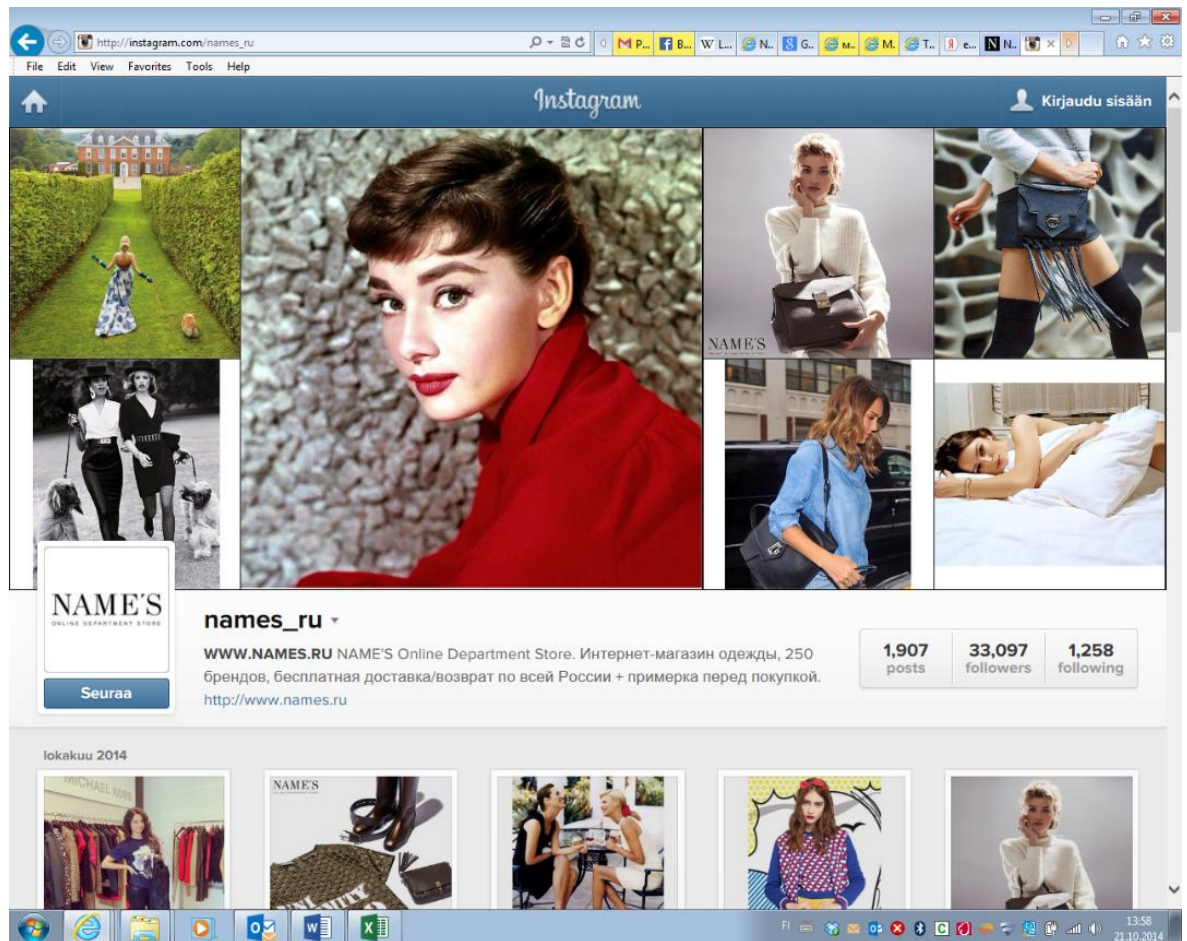 http://instagram.com/names_ru
P...
B...
W L...
N..
G..
м..
M.
T..
Я e...
N N..
File Edit View Favorites Tools Help
Instagram
Kirjaudu sisään
NAME'S
NAME'S
ONLINE DEPARTMENT STORE
Seuraa
names_ru
WWW.NAMES.RU NAME'S Online Department Store. Интернет-магазин одежды, 250
брендов, бесплатная доставка/возврат по всей России + примерка перед покупкой.
http://www.names.ru
1,907
posts
33,097
followers
1,258
following
lokakuu 2014
MICHAEL KORS
NAME'S
FI
13:58
21.10.2014